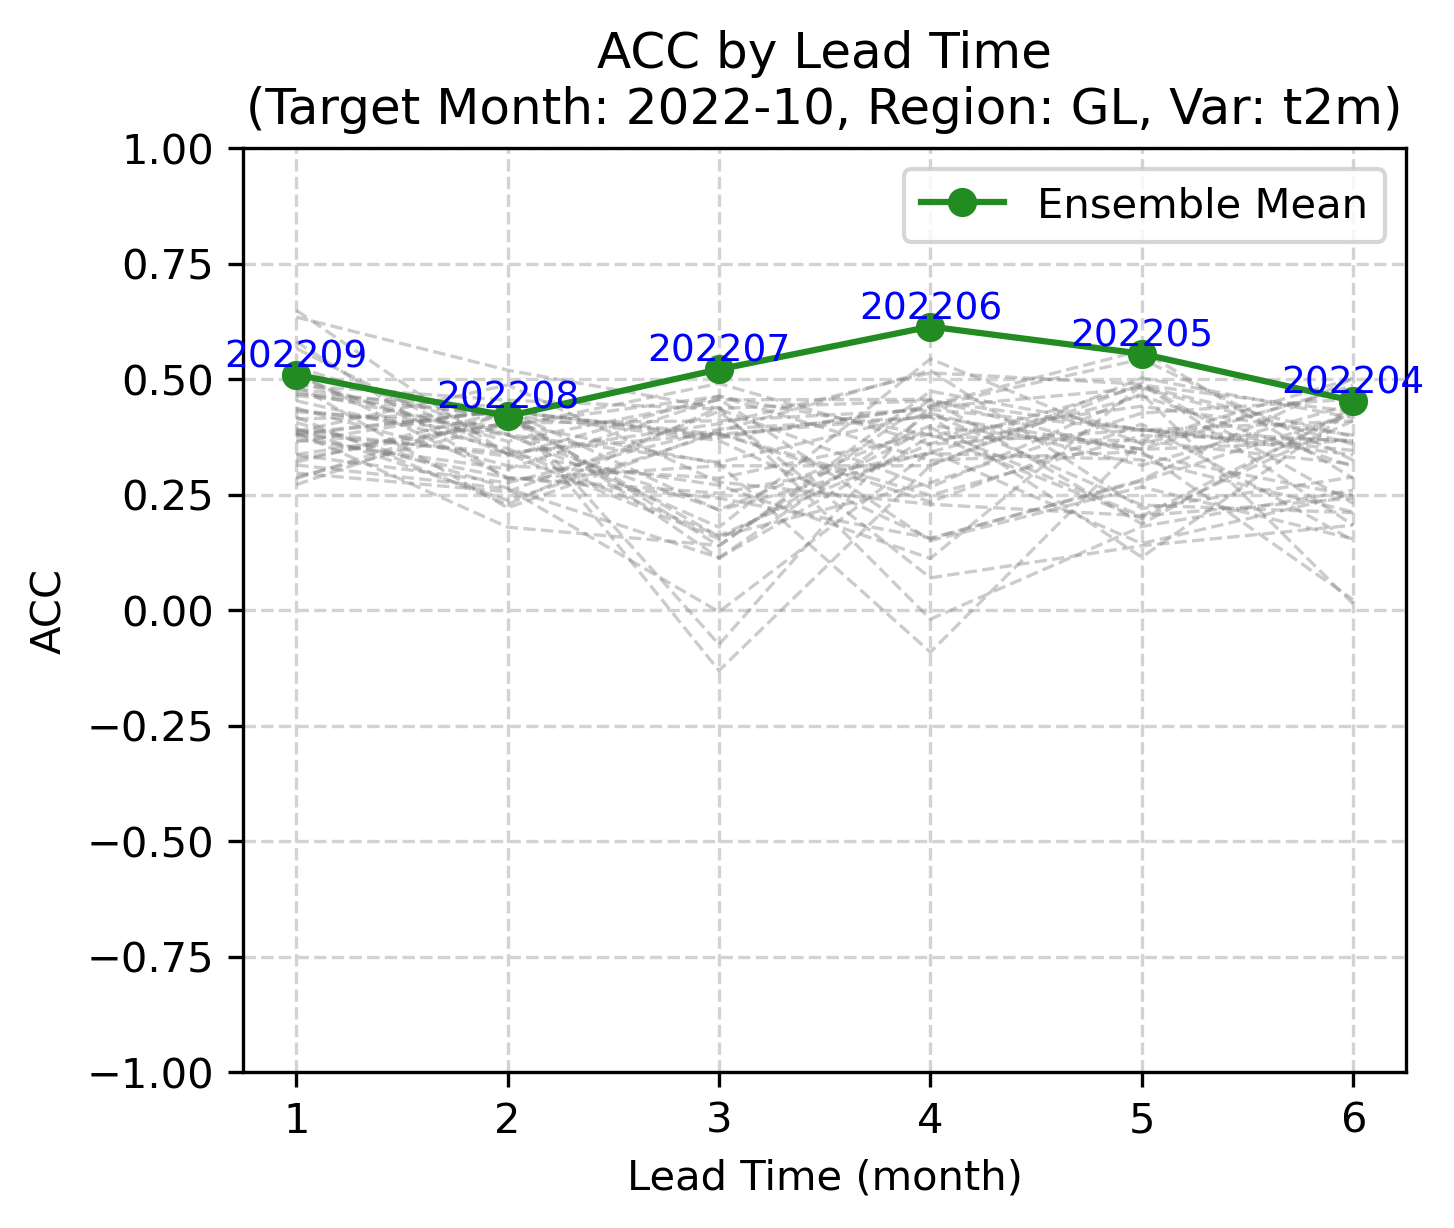 ACC by Lead Time
(Target Month: 2022-10, Region: GL, Var: t2m)
1.00
0.75
0.50
0.25
0.00
−0.25
−0.50
−0.75
−1.00
ACC
Ensemble Mean
202209
202208
202207
202206
202205
202204
1 2 3 4 5 6
Lead Time (month)